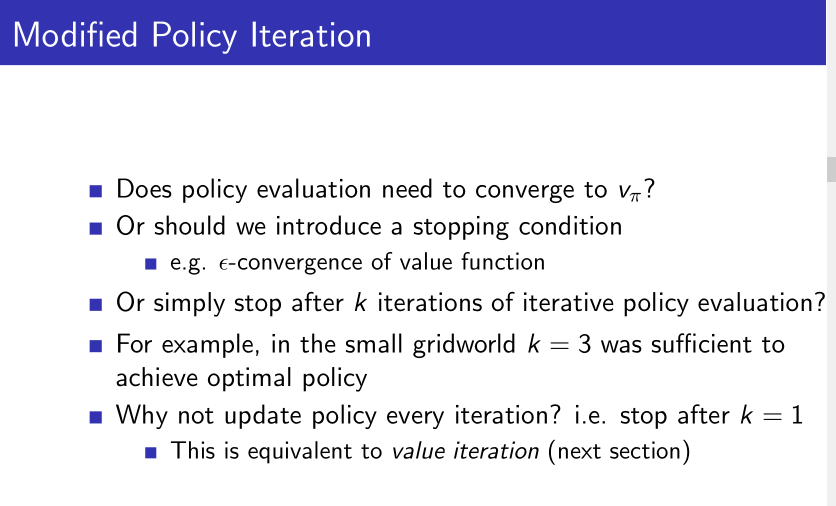 Modified Policy Iteration
Does policy evaluation need to converge to vπ?
Or should we introduce a stopping condition
e.g. ϵ-convergence of value function
Or simply stop after k iterations of iterative policy evaluation?
For example, in the small gridworld k = 3 was sufficient to
achieve optimal policy
Why not update policy every iteration? i.e. stop after k = 1
This is equivalent to value iteration (next section)